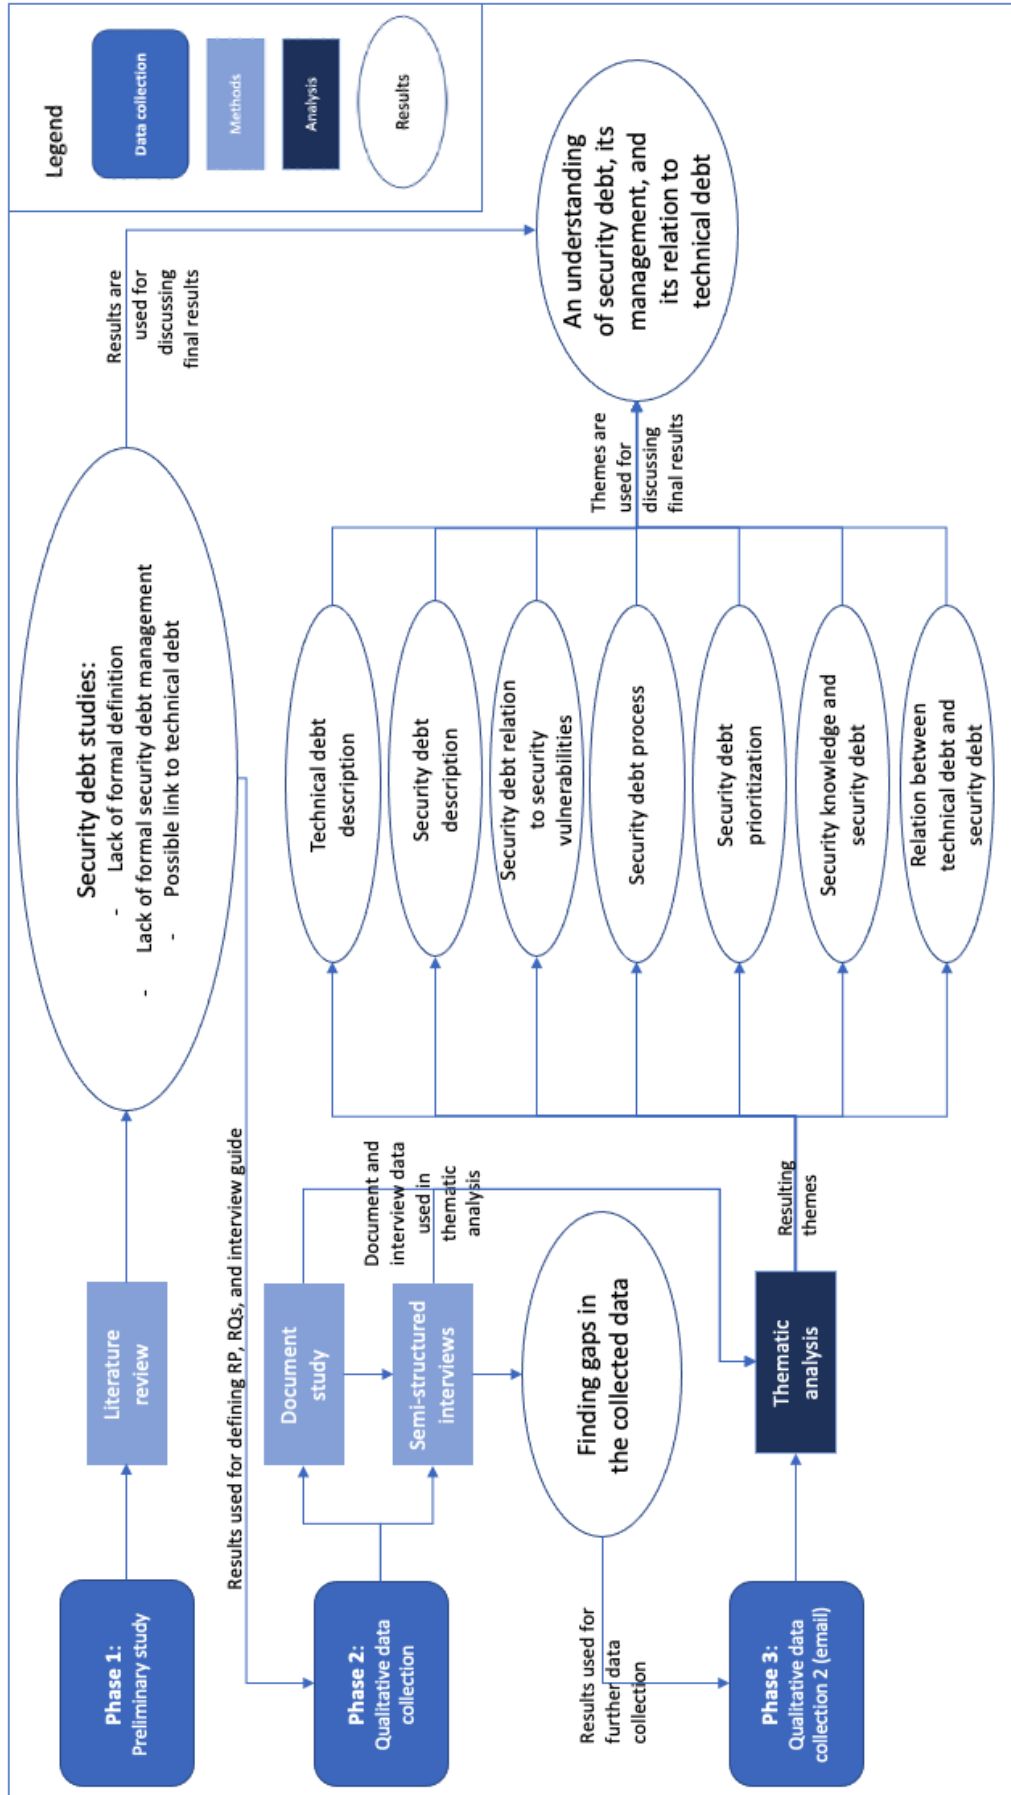 Legend
Data collection
Methods
Analysis
Results
Phase 1:
Preliminary study
Literature
review
Security debt studies:
- Lack of formal definition
- Lack of formal security debt management
- Possible link to technical debt
Results are
used for
discussing
final results
Results used for defining RP, RQs, and interview guide
Phase 2:
Qualitative data
collection
Document
study
Semi-structured
interviews
Document and
interview data
used in
thematic
analysis
Finding gaps in
the collected data
Results used for
further data
collection
Phase 3:
Qualitative data
collection 2 (email)
Thematic
analysis
Resulting
themes
Technical debt
description
Security debt
description
Security debt relation
to security
vulnerabilities
Security debt process
Security debt
prioritization
Security knowledge and
security debt
Relation between
technical debt and
security debt
Themes are
used for
discussing
final results
An understanding
of security debt, its
management, and
its relation to
technical debt